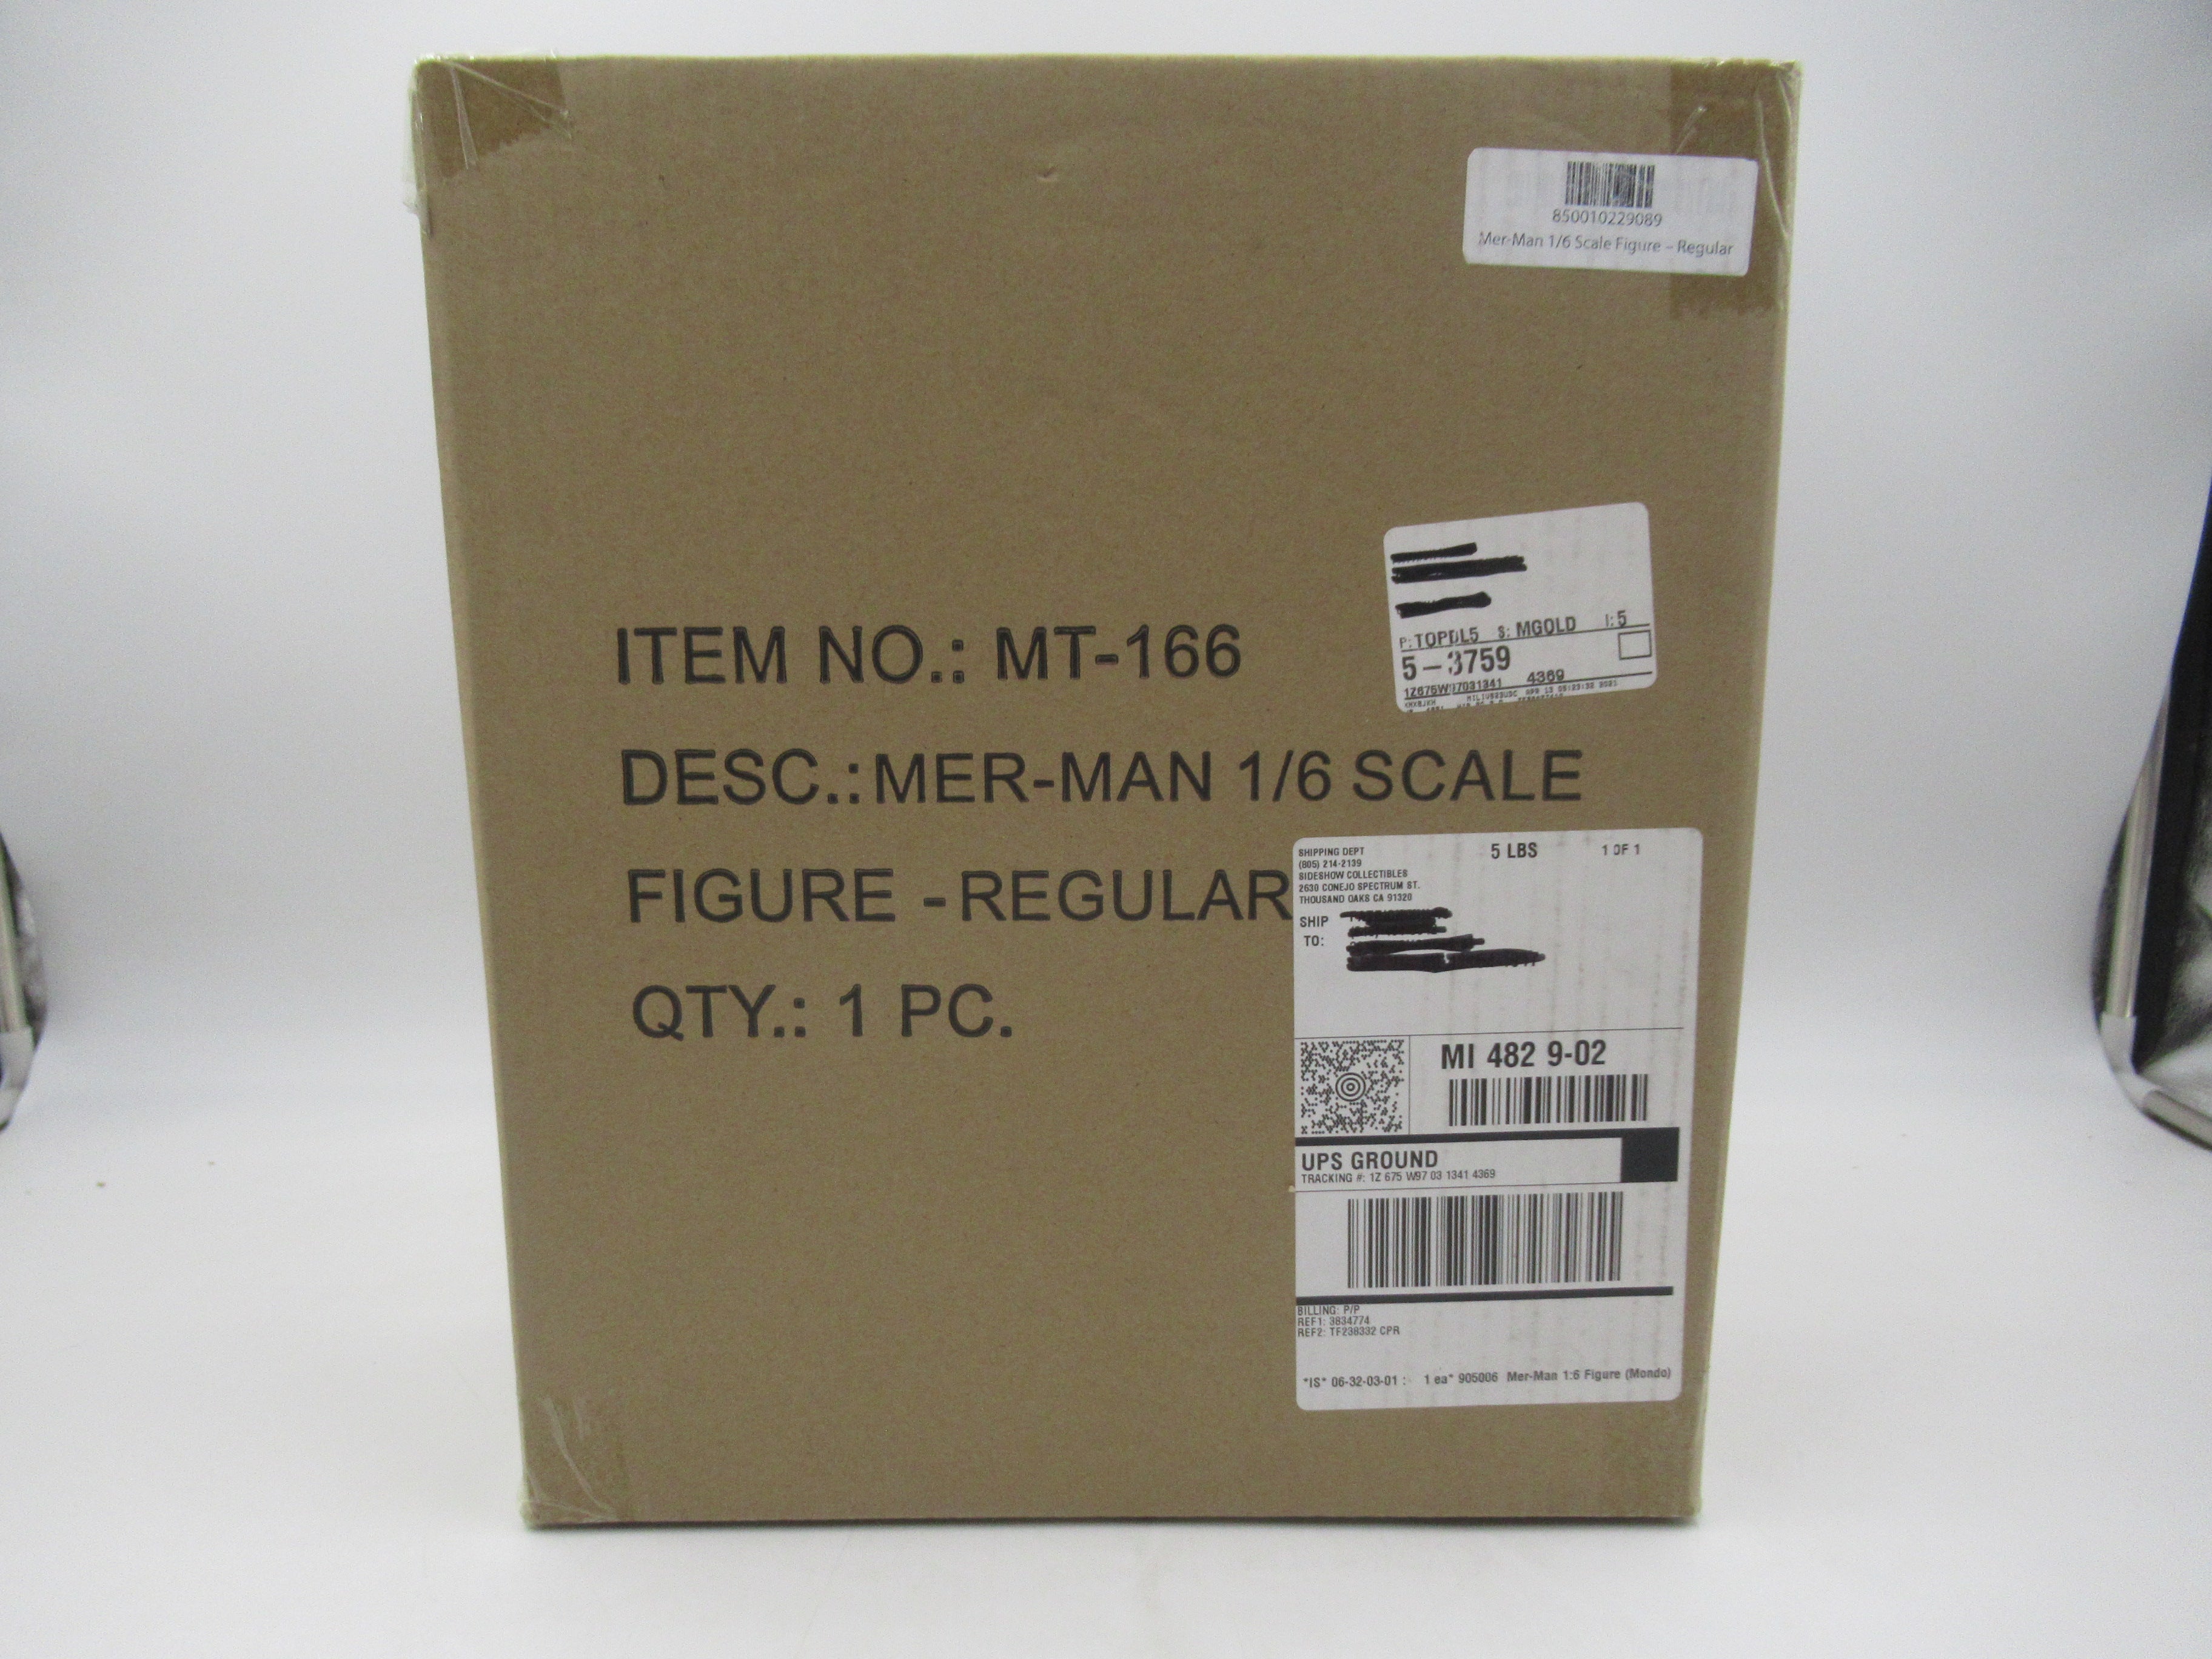 850010229089
Mer-Man 1/6 Scale Figure – Regular
P: TOPDL5 S: MGOLD I: 5
5-3759
1Z675W97031341 4369
ITEM NO.: MT-166
DESC.:MER-MAN 1/6 SCALE
FIGURE -REGULAR
QTY.: 1 PC.
SHIPPING DEPT
(805) 214-2139
SIDESHOW COLLECTIBLES
2630 CONEJO SPECTRUM ST.
THOUSAND OAKS CA 91320
5 LBS 1 OF 1
SHIP
TO:
MI 482 9-02
UPS GROUND
TRACKING #: 1Z 675 W97 03 1341 4369
BILLING: P/P
REF1: 3834774
REF2: TF238332 CPR
*IS* 06-32-03-01 : 1 ea* 905006 Mer-Man 1:6 Figure (Mondo)